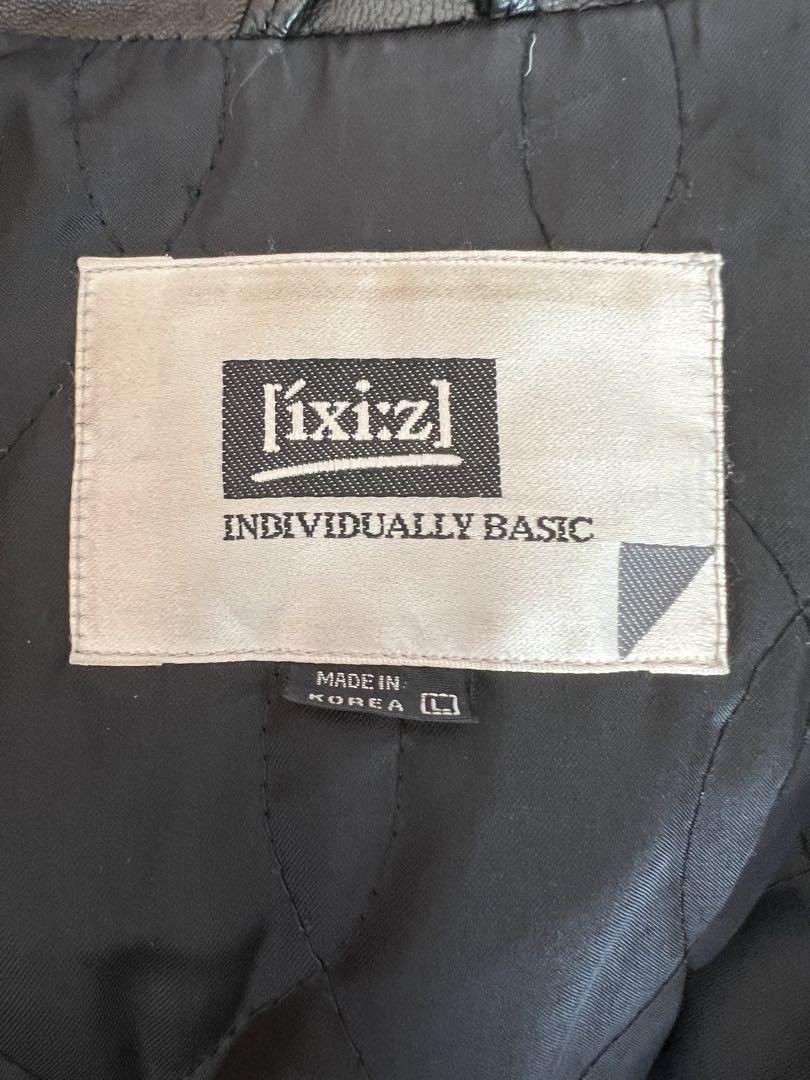 [íxi:z]
INDIVIDUALLY BASIC
MADE IN
KOREA [L]